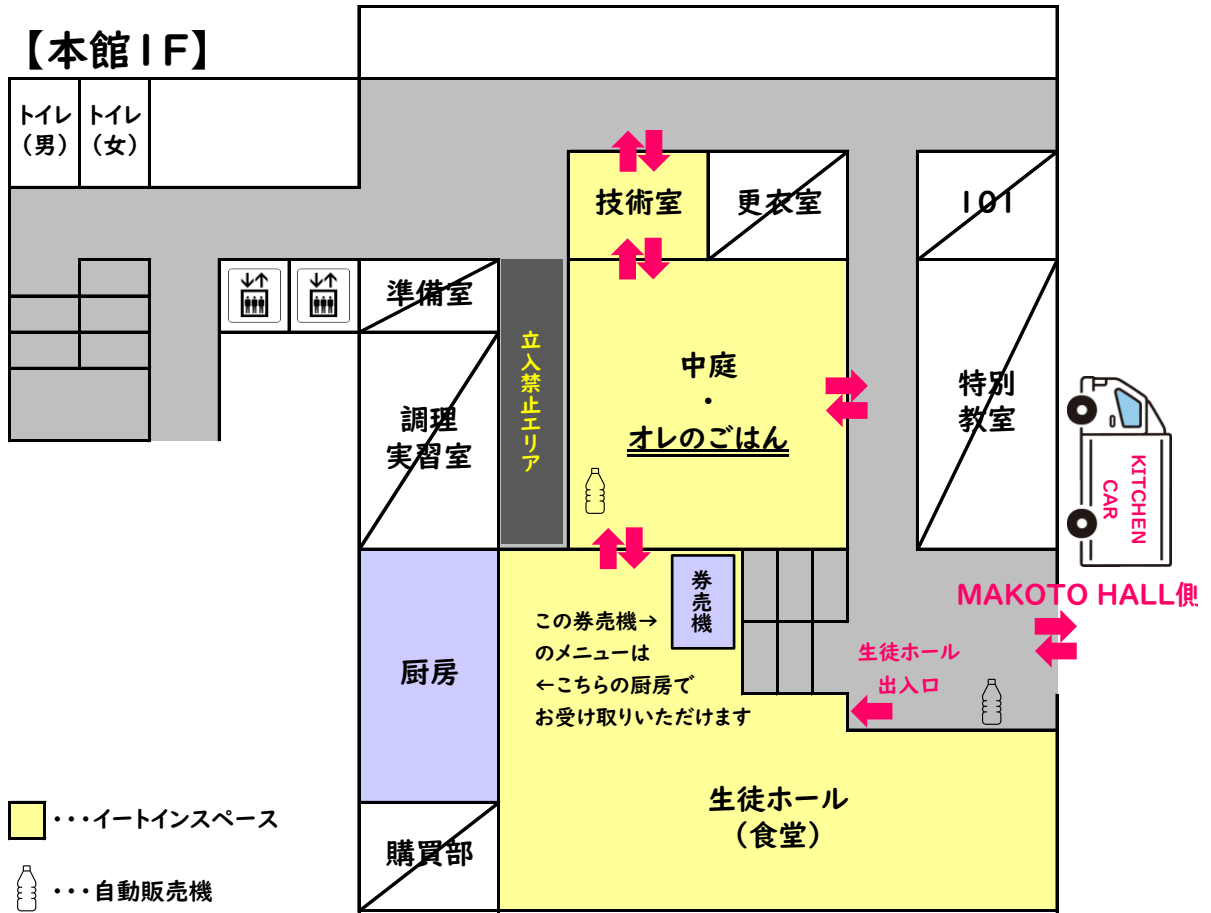 【本館1F】
トイレ
(男)
トイレ
(女)
技術室
更衣室
101
準備室
立入禁止エリア
中庭
・
オレのごはん
特別
教室
調理
実習室
KITCHEN
CAR
MAKOTO HALL側
券売機
この券売機→
のメニューは
←こちらの厨房で
お受け取りいただけます
生徒ホール
出入口
厨房
生徒ホール
(食堂)
購買部
・・・イートインスペース
・・・自動販売機